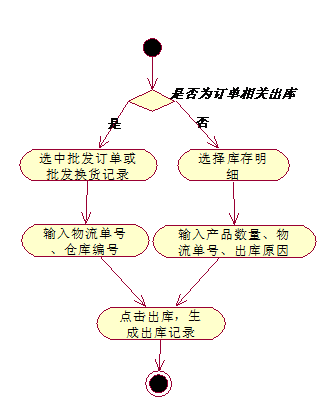 是否为订单相关出库
是
否
选中批发订单或
批发换货记录
选择库存明
细
输入物流单号
、仓库编号
输入产品数量、物
流单号、出库原因
点击出库，生
成出库记录